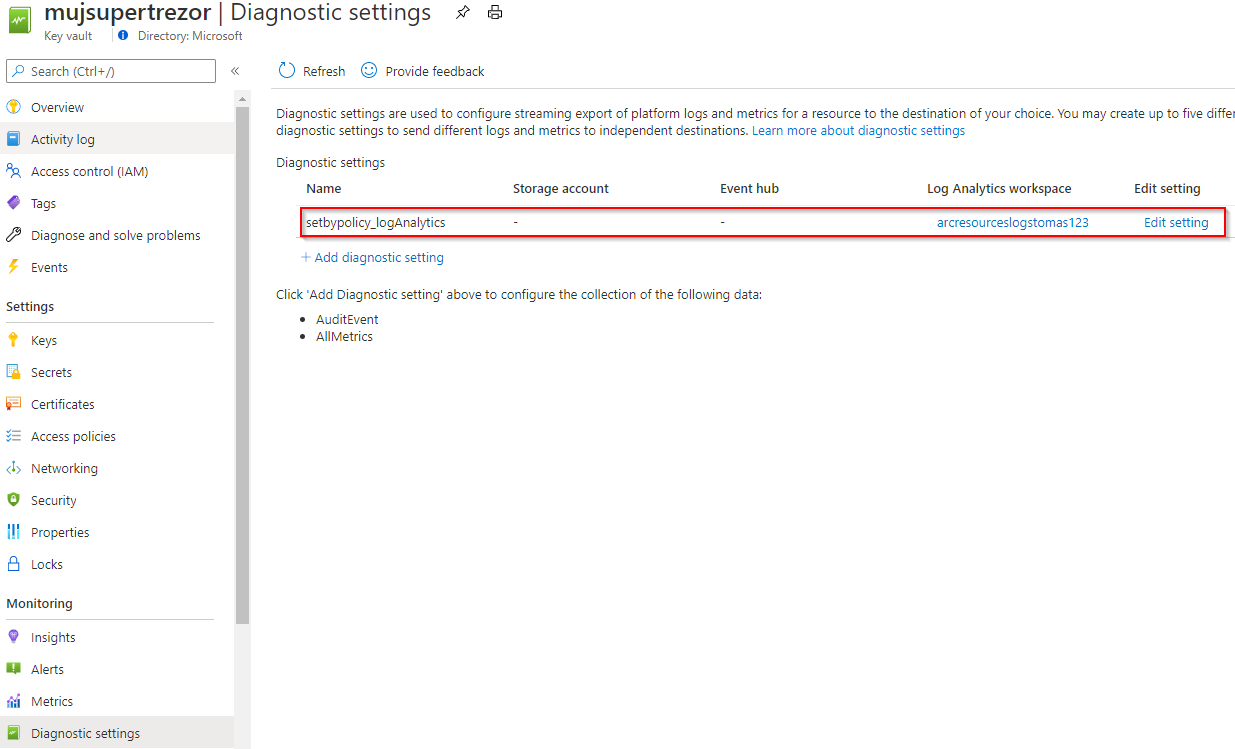 mujsupertrezor | Diagnostic settings
Key vault
Directory: Microsoft
Search (Ctrl+/)
«
Overview
Activity log
Access control (IAM)
Tags
Diagnose and solve problems
Events
Settings
Keys
Secrets
Certificates
Access policies
Networking
Security
Properties
Locks
Monitoring
Insights
Alerts
Metrics
Diagnostic settings
Refresh
Provide feedback
Diagnostic settings are used to configure streaming export of platform logs and metrics for a resource to the destination of your choice. You may create up to five differ
diagnostic settings to send different logs and metrics to independent destinations. Learn more about diagnostic settings
Diagnostic settings
Name Storage account Event hub Log Analytics workspace Edit setting
setbypolicy_logAnalytics - - arcresourceslogstomas123 Edit setting
+ Add diagnostic setting
Click 'Add Diagnostic setting' above to configure the collection of the following data:
• AuditEvent
• AllMetrics